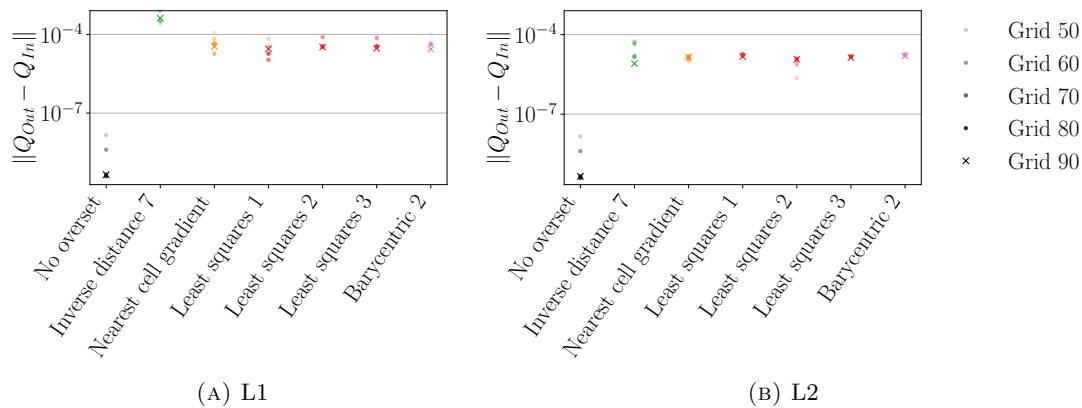 ‖Q_Out − Q_In‖
10⁻⁴
10⁻⁷
No overset
Inverse distance 7
Nearest cell gradient
Least squares 1
Least squares 2
Least squares 3
Barycentric 2
(A) L1
‖Q_Out − Q_In‖
10⁻⁴
10⁻⁷
No overset
Inverse distance 7
Nearest cell gradient
Least squares 1
Least squares 2
Least squares 3
Barycentric 2
(B) L2
Grid 50
Grid 60
Grid 70
Grid 80
Grid 90